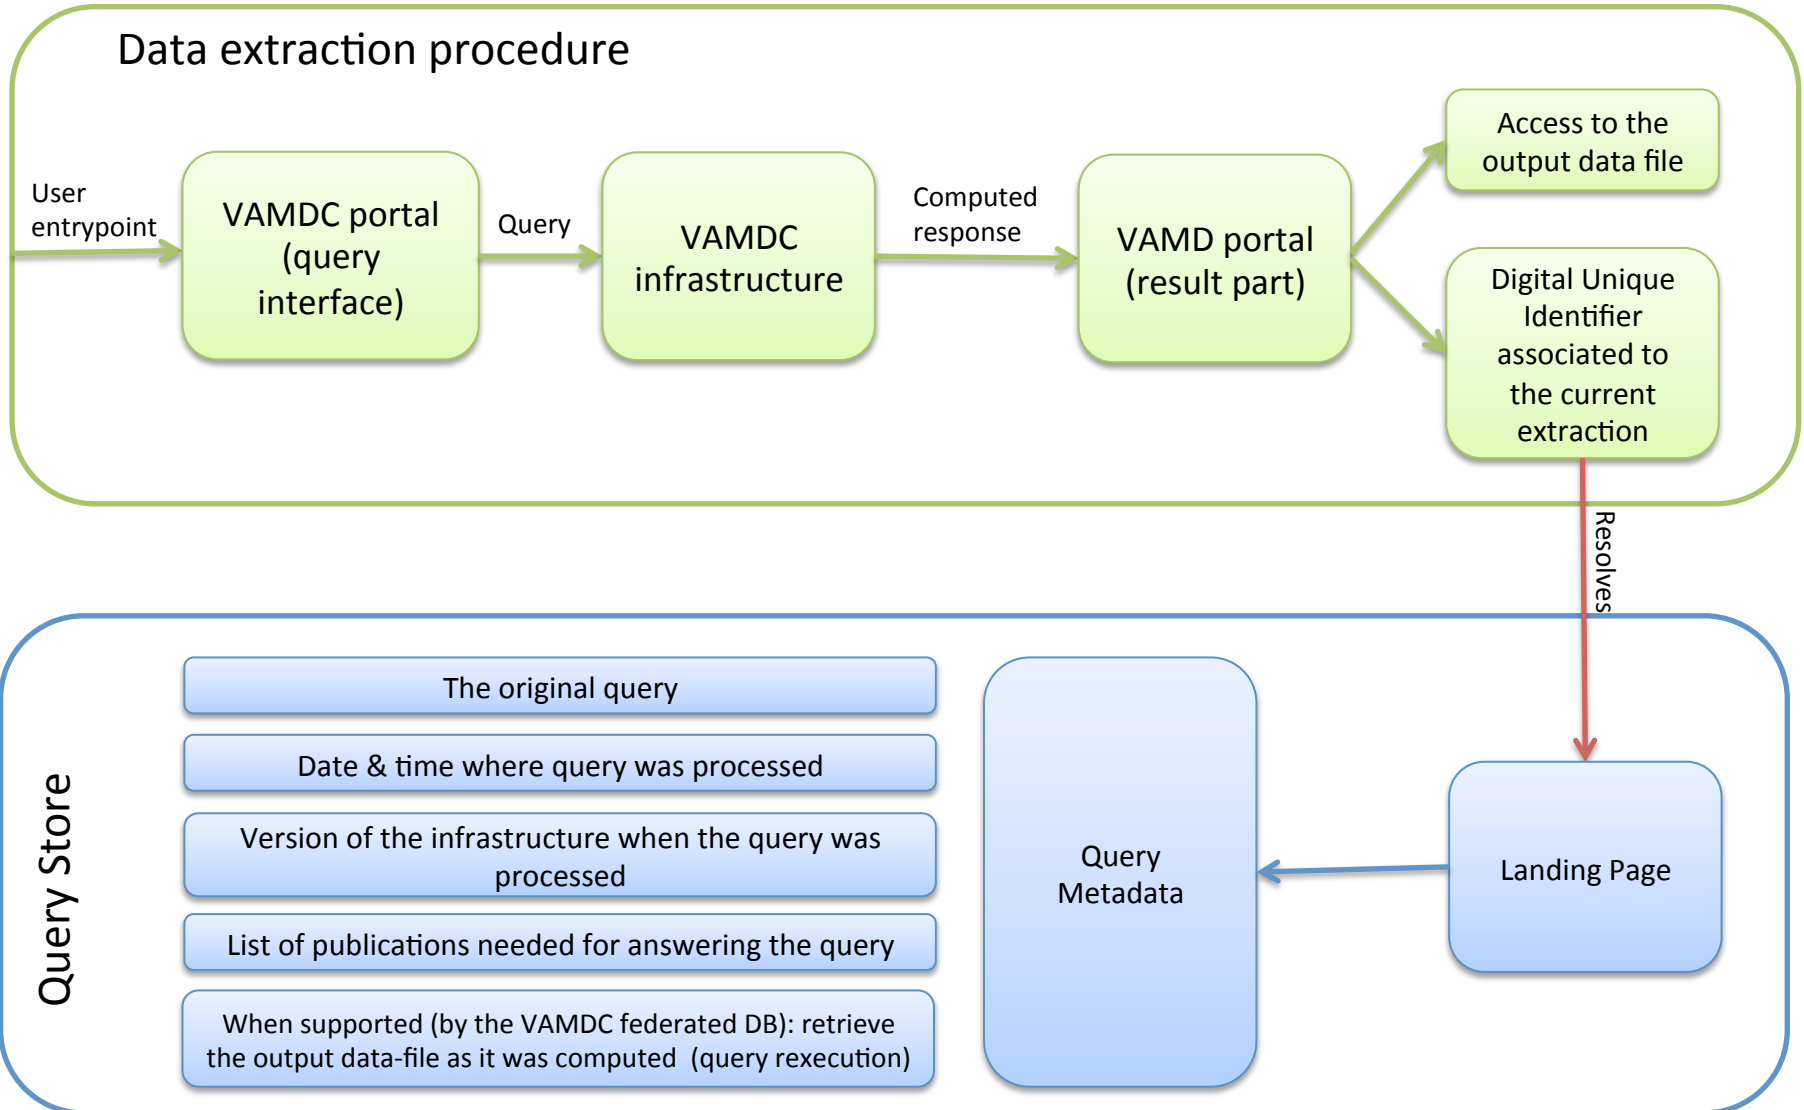 Data extraction procedure
User
entrypoint
VAMDC portal
(query
interface)
Query
VAMDC
infrastructure
Computed
response
VAMD portal
(result part)
Access to the
output data file
Digital Unique
Identifier
associated to
the current
extraction
Resolves
Query Store
The original query
Date & time where query was processed
Version of the infrastructure when the query was
processed
List of publications needed for answering the query
When supported (by the VAMDC federated DB): retrieve
the output data-file as it was computed (query rexecution)
Query
Metadata
Landing Page